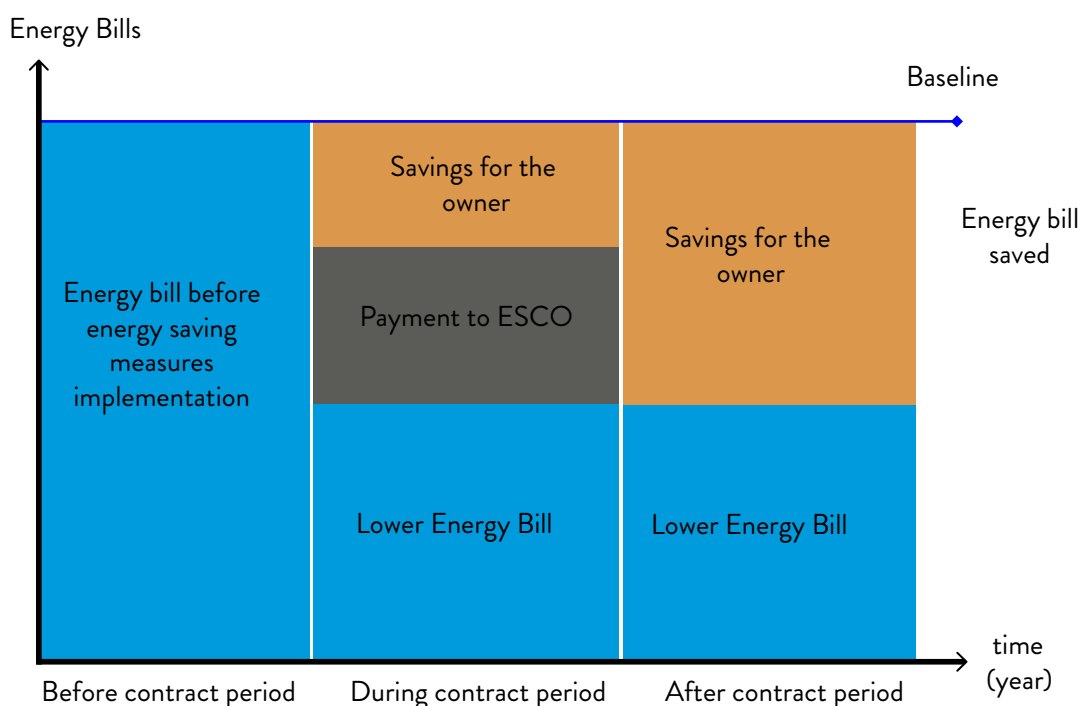 Energy Bills
Baseline
Savings for the
owner
Energy bill
saved
Savings for the
owner
Energy bill before
energy saving
measures
implementation
Payment to ESCO
Lower Energy Bill
Lower Energy Bill
time
(year)
Before contract period
During contract period
After contract period